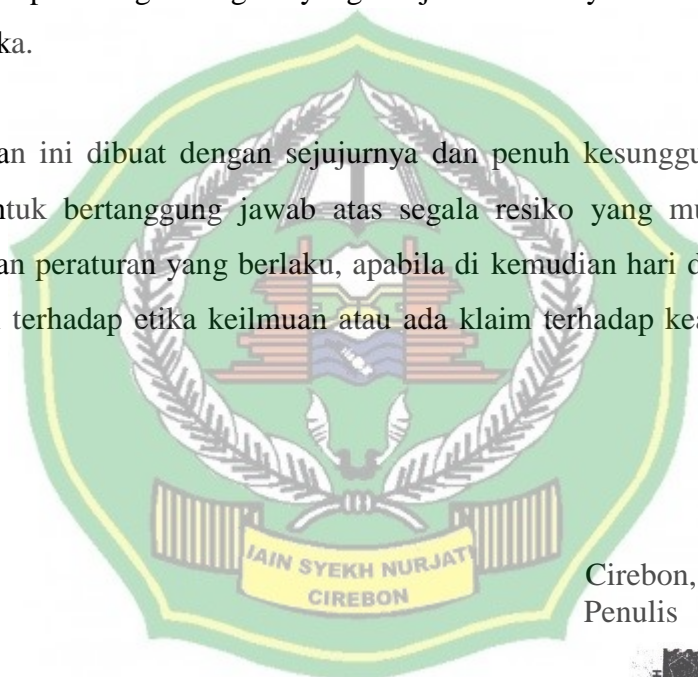 ka.
an ini dibuat dengan sejujurnya dan penuh kesunggu
ntuk bertanggung jawab atas segala resiko yang mu
an peraturan yang berlaku, apabila di kemudian hari d
terhadap etika keilmuan atau ada klaim terhadap kea
IAIN SYEKH NURJATI
CIREBON
Cirebon,
Penulis